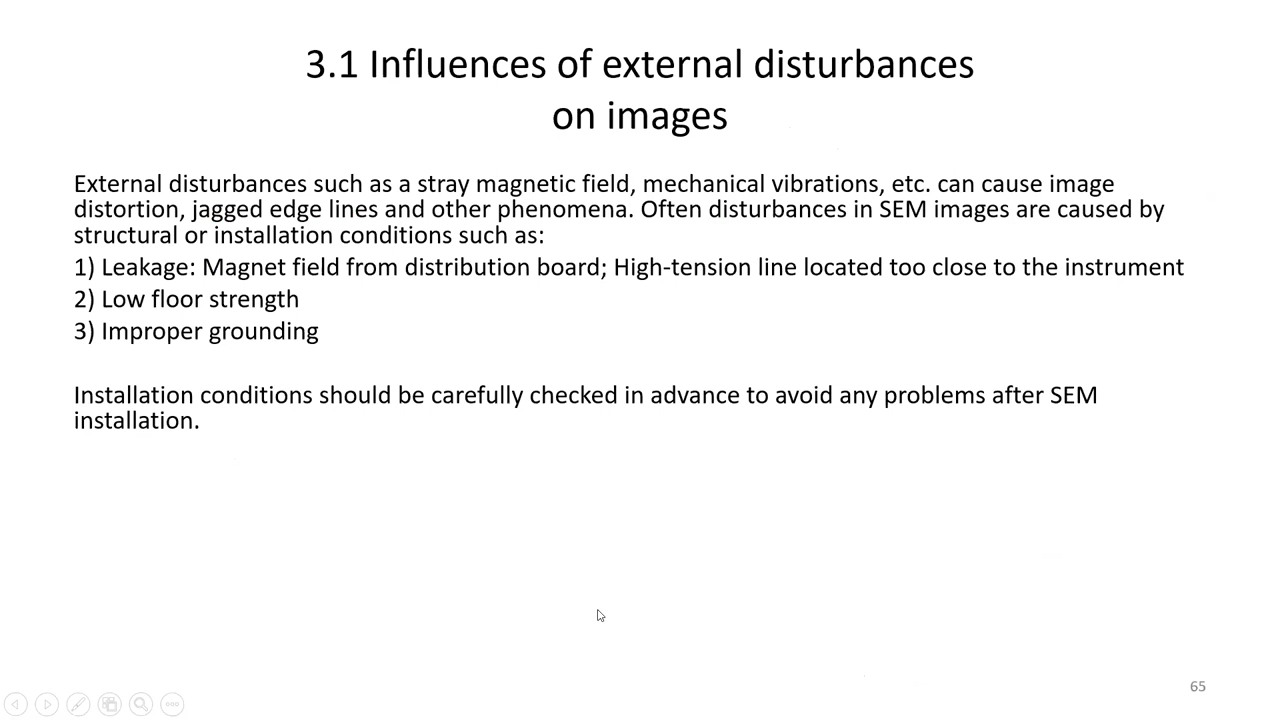 3.1 Influences of external disturbances
on images
External disturbances such as a stray magnetic field, mechanical vibrations, etc. can cause image
distortion, jagged edge lines and other phenomena. Often disturbances in SEM images are caused by
structural or installation conditions such as:
1) Leakage: Magnet field from distribution board; High-tension line located too close to the instrument
2) Low floor strength
3) Improper grounding
Installation conditions should be carefully checked in advance to avoid any problems after SEM
installation.
65